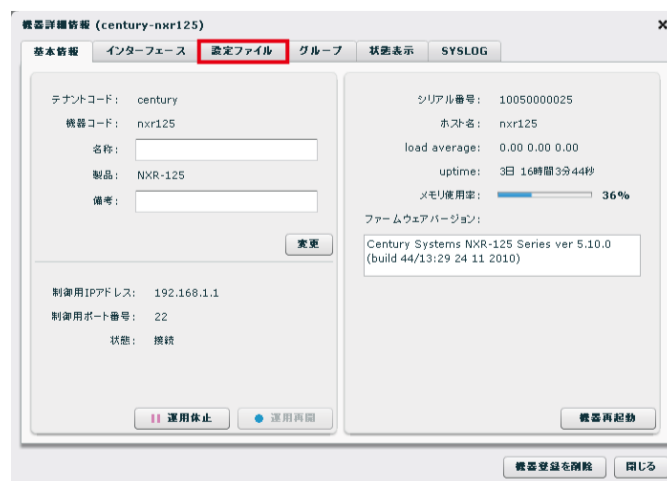 機器詳細情報 (century-nxr125)
基本情報 インターフェース 設定ファイル グループ 状態表示 SYSLOG
テナントコード： century
機器コード： nxr125
名称：
製品： NXR-125
備考：
変更
制御用IPアドレス： 192.168.1.1
制御用ポート番号： 22
状態： 接続
運用休止 運用再開
シリアル番号： 10050000025
ホスト名： nxr125
load average: 0.00 0.00 0.00
uptime: 3日 16時間3分44秒
メモリ使用率： 36%
ファームウェアバージョン：
Century Systems NXR-125 Series ver 5.10.0
(build 44/13:29 24 11 2010)
機器再起動
機器登録を削除 閉じる